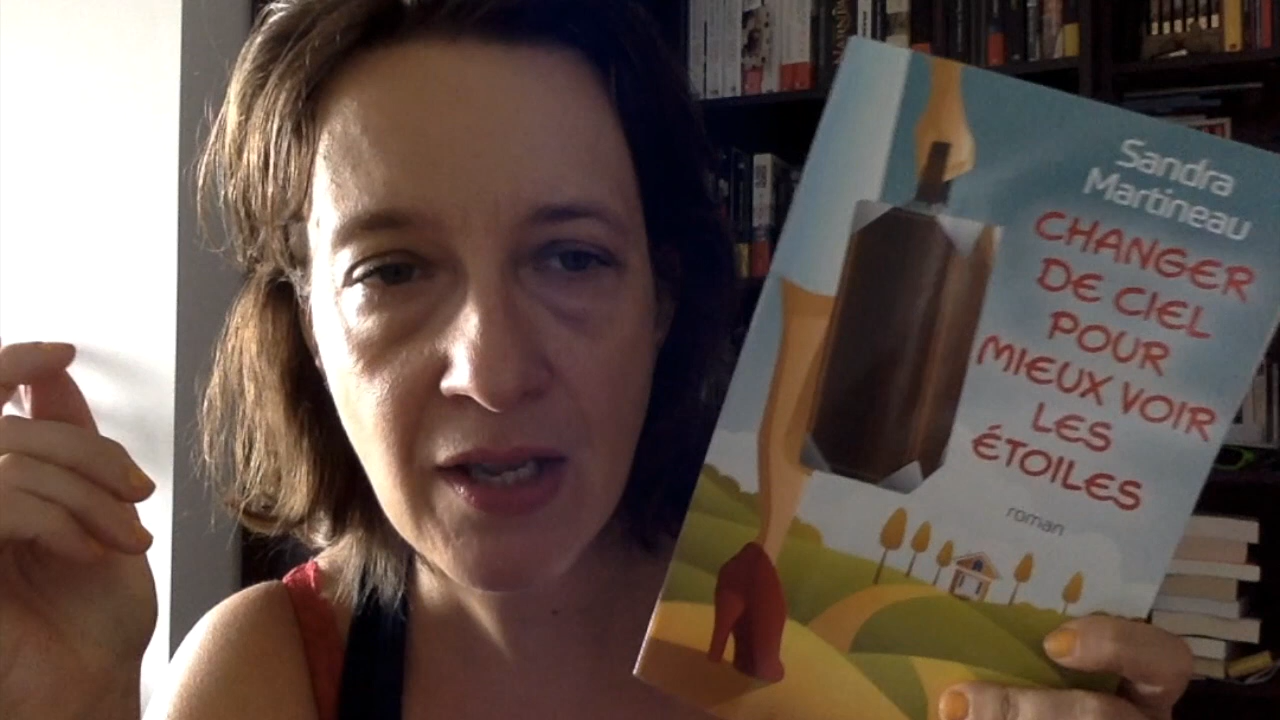 Sandra
Martineau
CHANGER
DE CIEL
POUR
MIEUX VOIR
LES
ÉTOILES
roman